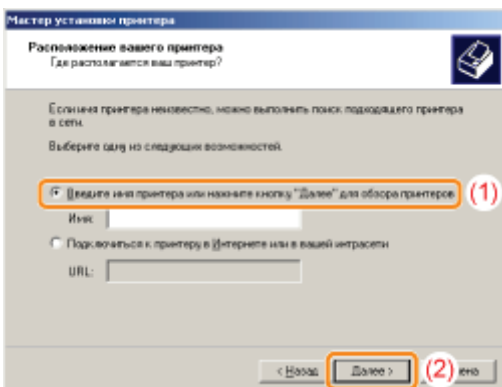 Мастер установки принтера
Расположение вашего принтера
Где располагается ваш принтер?
Если имя принтера неизвестно, можно выполнить поиск подходящего принтера
в сети.
Выберите одну из следующих возможностей.
Введите имя принтера или нажмите кнопку "Далее" для обзора принтеров
(1)
Имя:
Подключиться к принтеру в Интернете или в вашей интрасети
URL:
< Назад
Далее >
(2)
ена